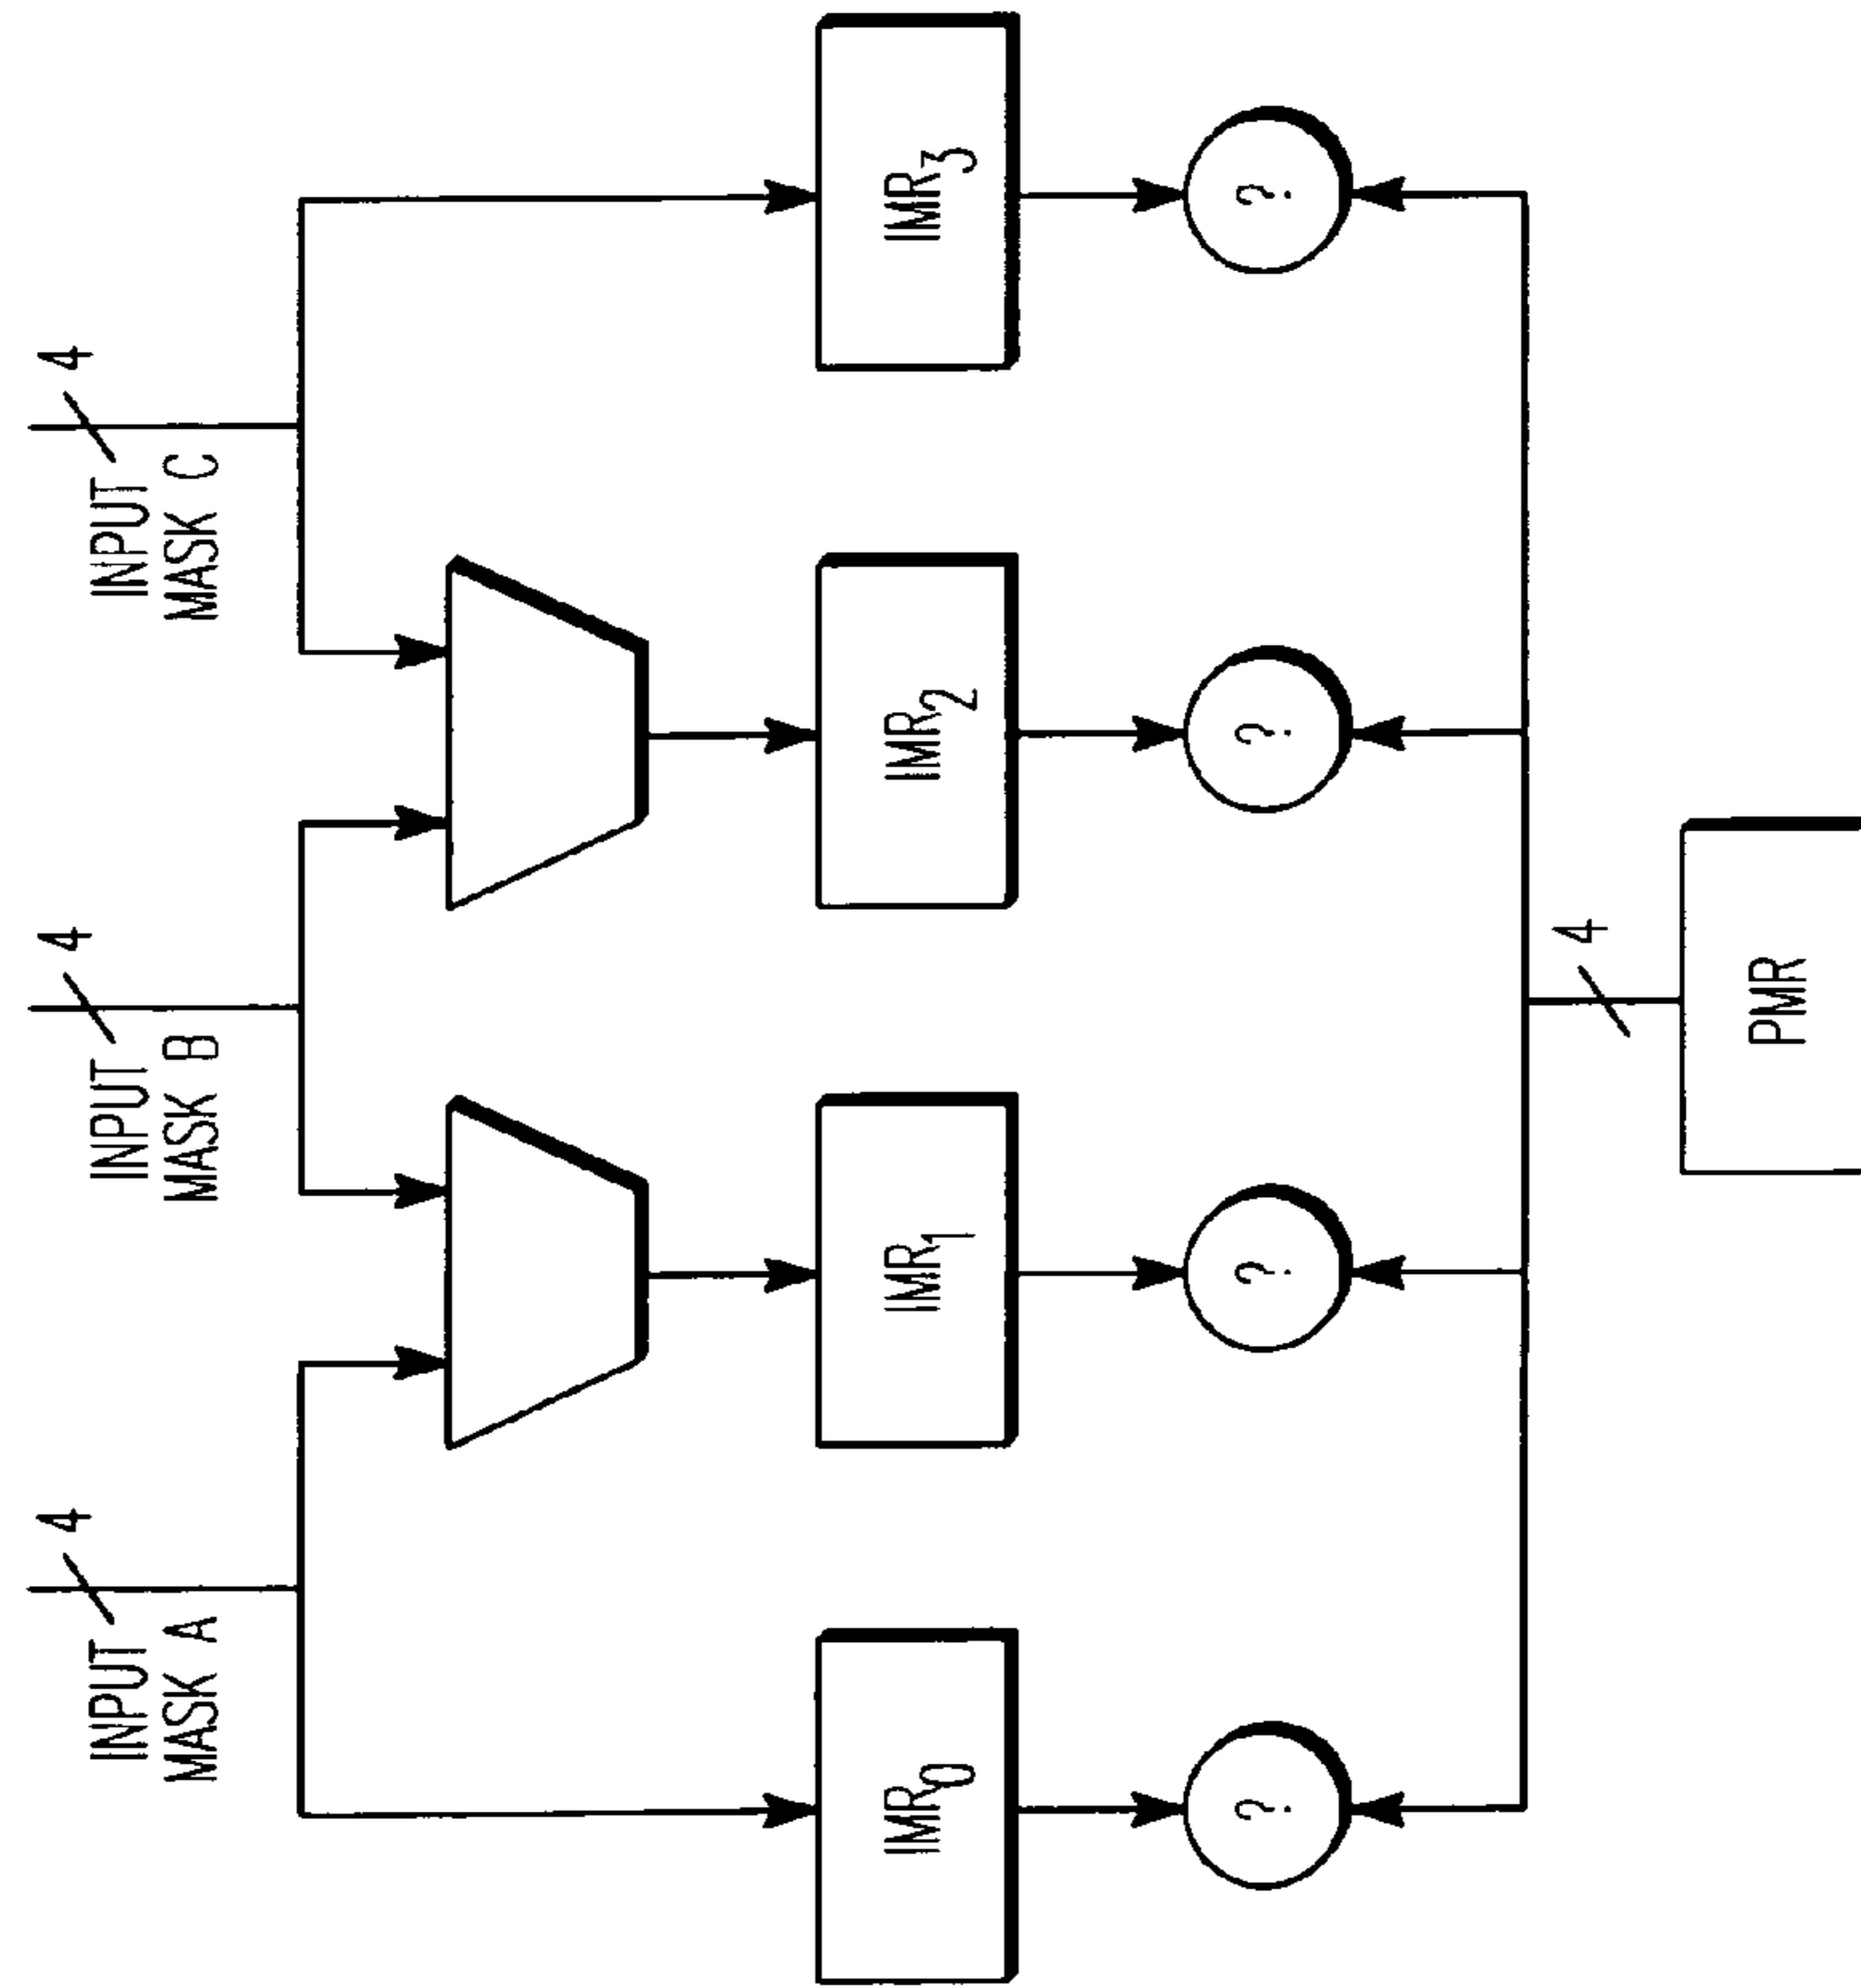 INPUT
MASK A
4
INPUT
MASK B
4
INPUT
MASK C
4
IMR0
IMR1
IMR2
IMR3
?
?
?
?
4
PMR